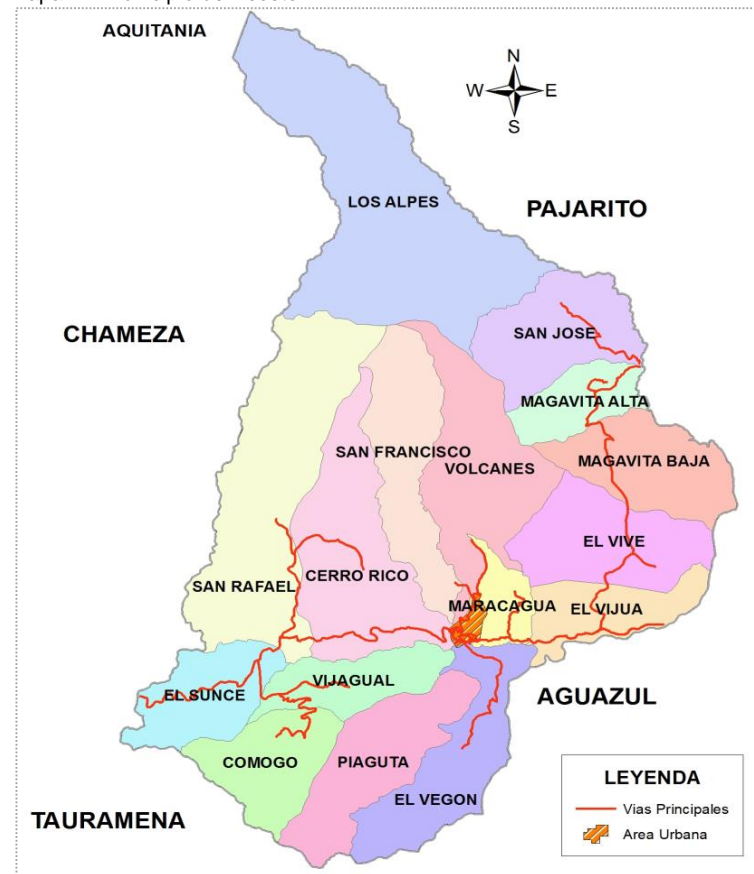 AQUITANIA
N
W E
S
LOS ALPES
PAJARITO
CHAMEZA
SAN JOSE
MAGAVITA ALTA
SAN FRANCISCO
MAGAVITA BAJA
VOLCANES
EL VIVE
SAN RAFAEL
CERRO RICO
MARACAGUA
EL VIJUA
VIJAGUAL
EL SUNCE
AGUAZUL
COMOGO
PIAGUTA
EL VEGON
TAURAMENA
LEYENDA
Vias Principales
Area Urbana